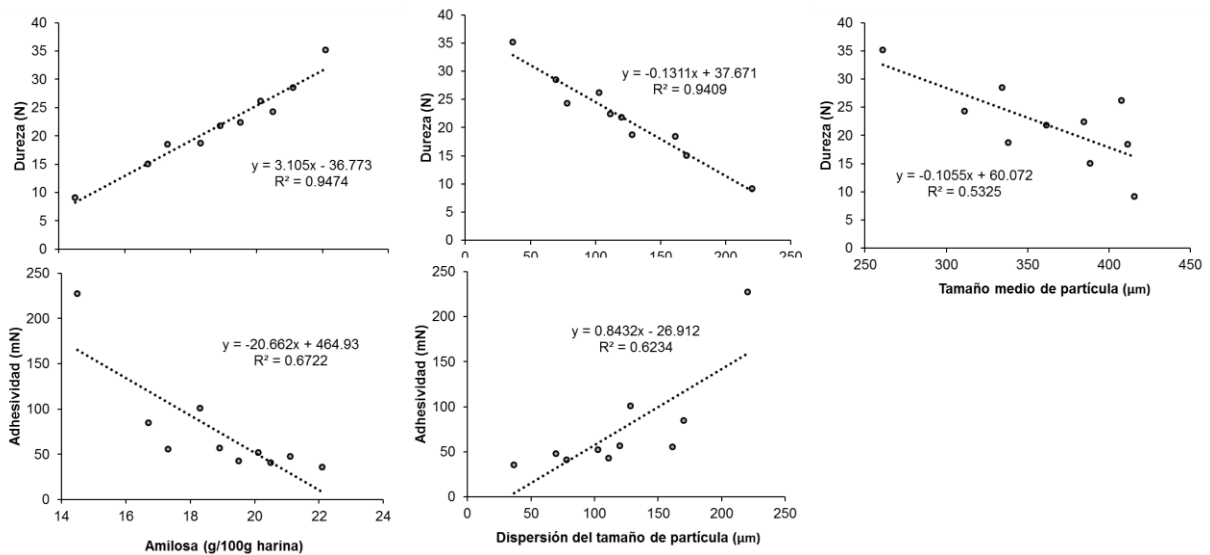 40
35
30
25
20
15
10
5
0
Dureza (N)
y = 3.105x - 36.773
R² = 0.9474
40
35
30
25
20
15
10
5
0
Dureza (N)
y = -0.1311x + 37.671
R² = 0.9409
0 50 100 150 200 250
40
35
30
25
20
15
10
5
0
Dureza (N)
y = -0.1055x + 60.072
R² = 0.5325
250 300 350 400 450
Tamaño medio de partícula (µm)
250
200
150
100
50
0
Adhesividad (mN)
y = -20.662x + 464.93
R² = 0.6722
14 16 18 20 22 24
Amilosa (g/100g harina)
250
200
150
100
50
0
Adhesividad (mN)
y = 0.8432x - 26.912
R² = 0.6234
0 50 100 150 200 250
Dispersión del tamaño de partícula (µm)